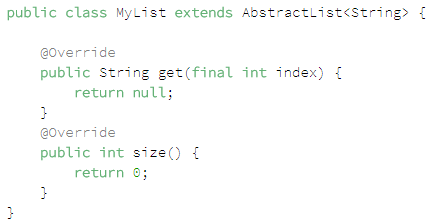 public class MyList extends AbstractList<String> {
@Override
public String get(final int index) {
return null;
}
@Override
public int size() {
return 0;
}
}